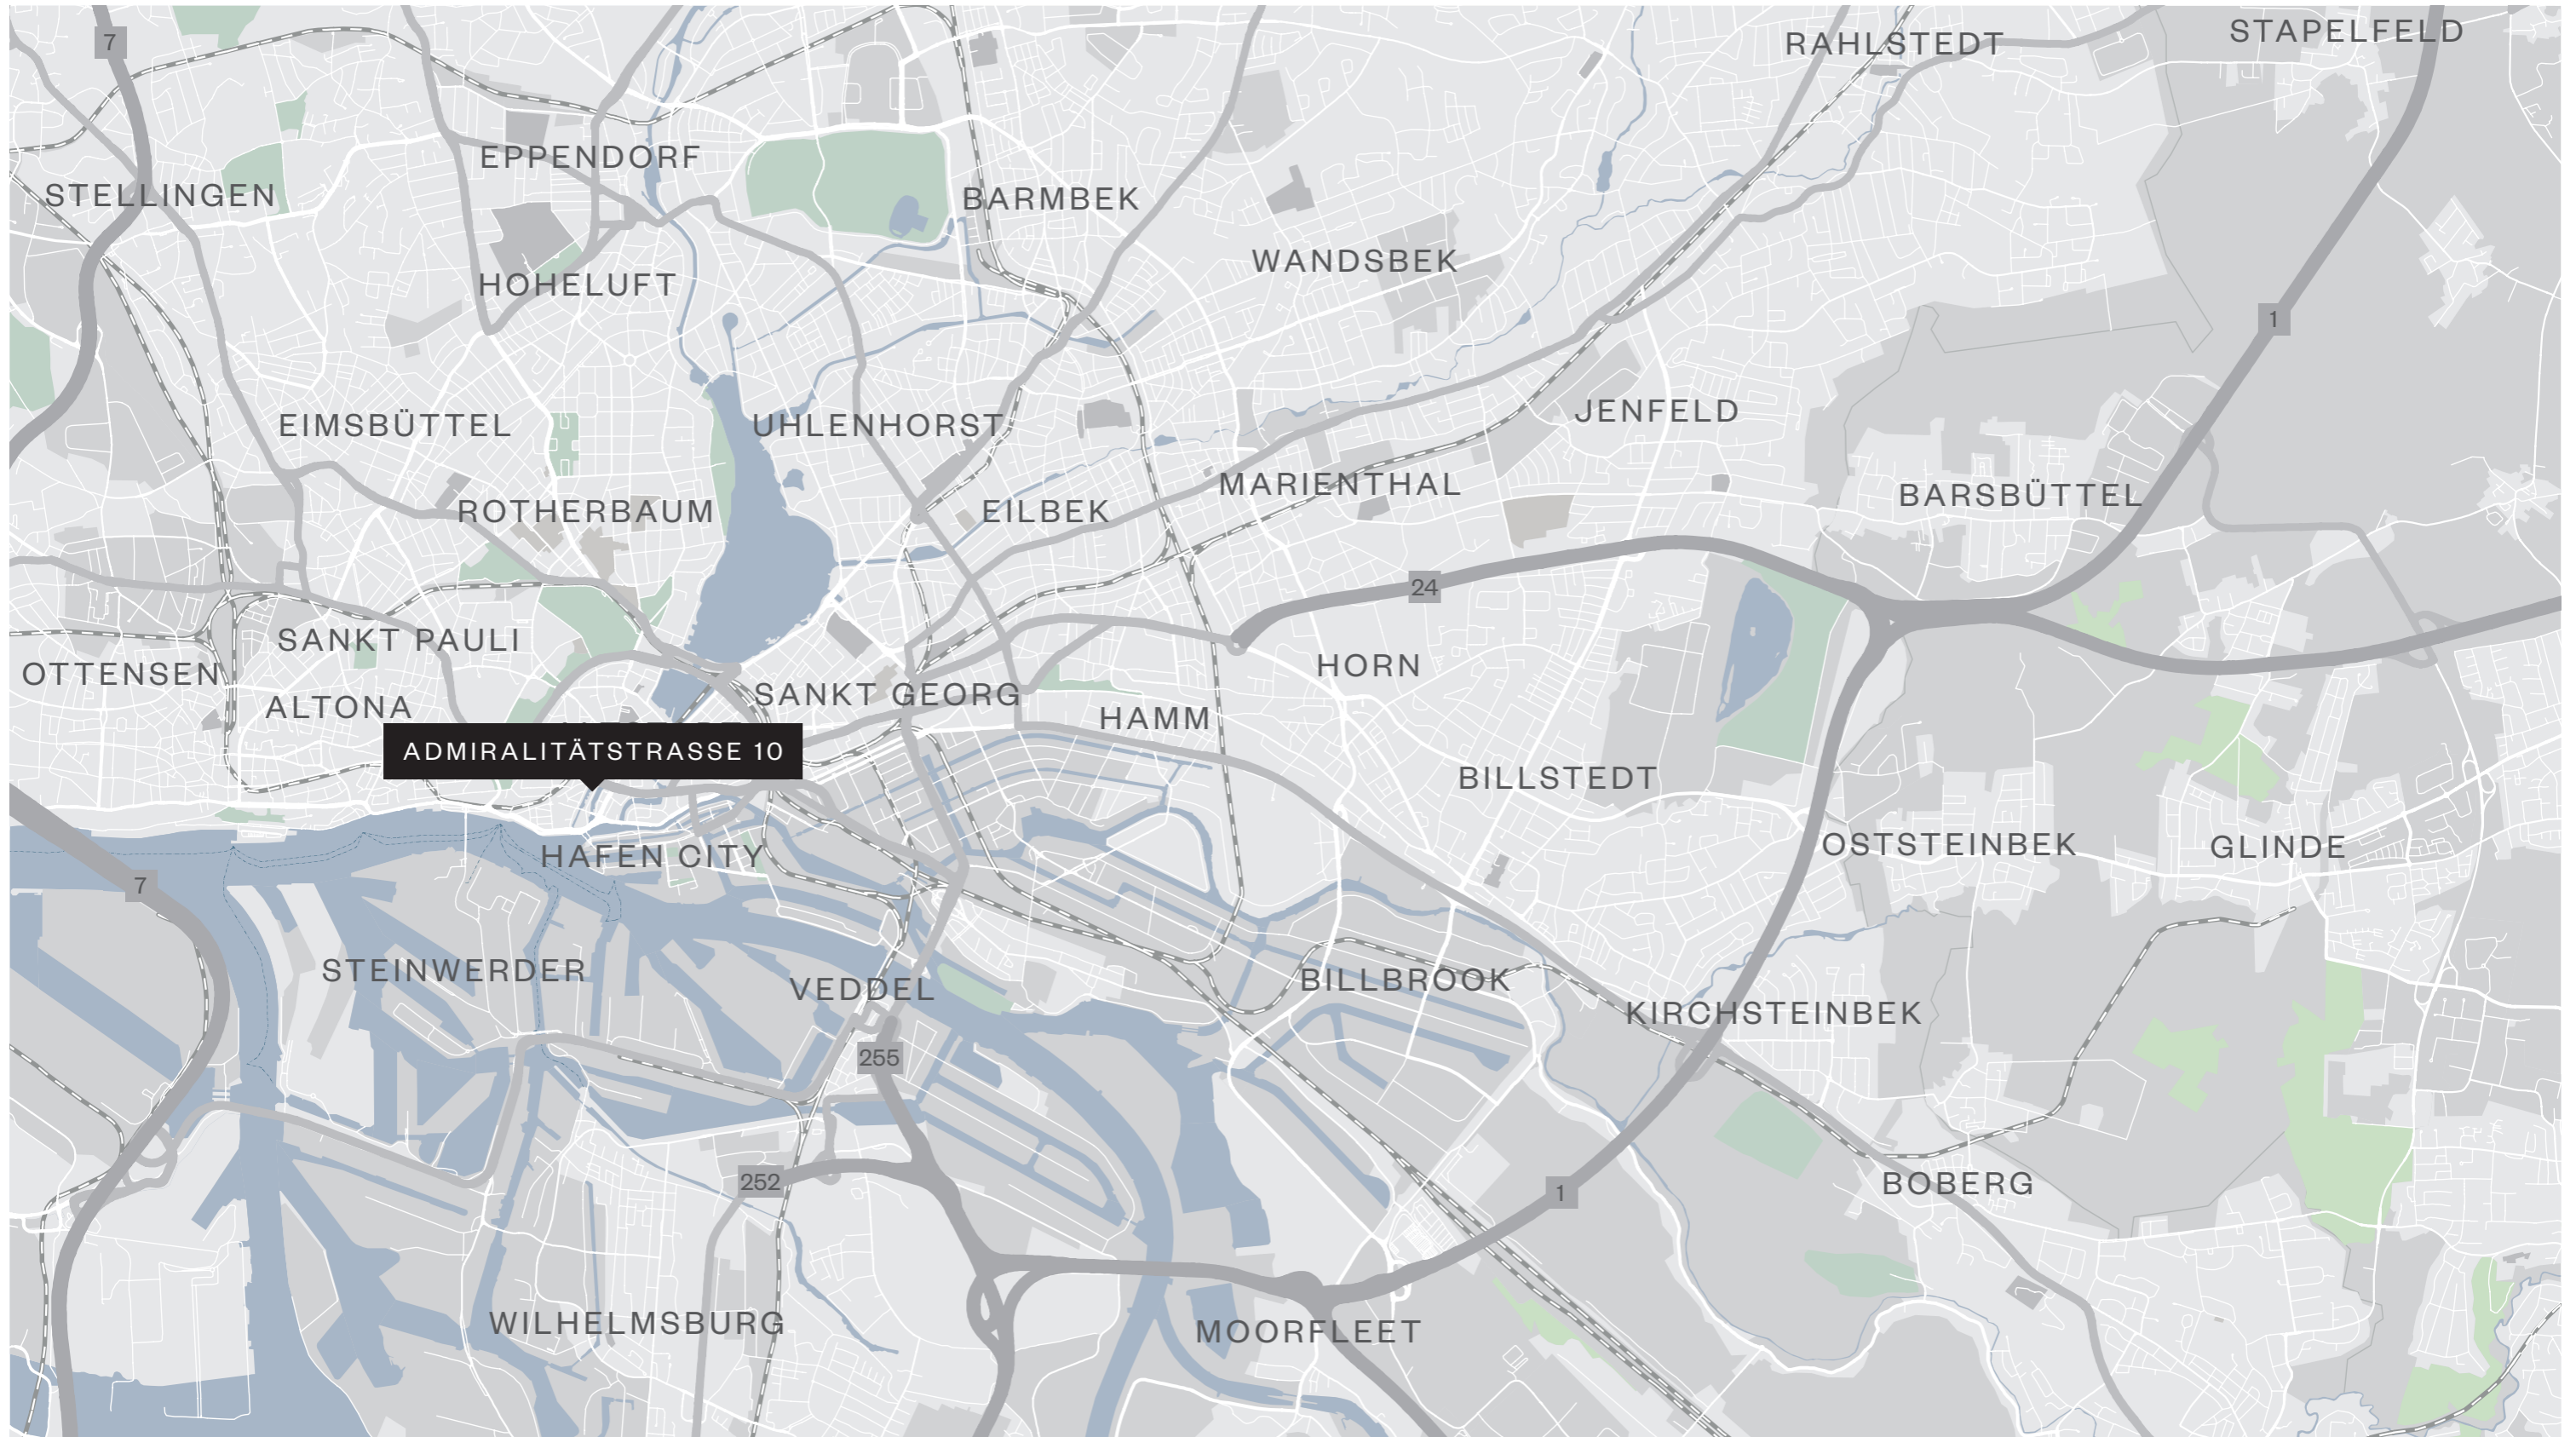 7
RAHLSTEDT
STAPELFELD
EPPENDORF
STELLINGEN
BARMBEK
WANDSBEK
HOHELUFT
1
EIMSBÜTTEL
UHLENHORST
JENFELD
MARIENTHAL
BARSBÜTTEL
ROTHERBAUM
EILBEK
24
SANKT PAULI
OTTENSEN
HORN
ALTONA
SANKT GEORG
HAMM
ADMIRALITÄTSTRASSE 10
BILLSTEDT
OSTSTEINBEK
GLINDE
HAFEN CITY
7
STEINWERDER
VEDDEL
BILLBROOK
KIRCHSTEINBEK
255
252
1
BOBERG
WILHELMSBURG
MOORFLEET